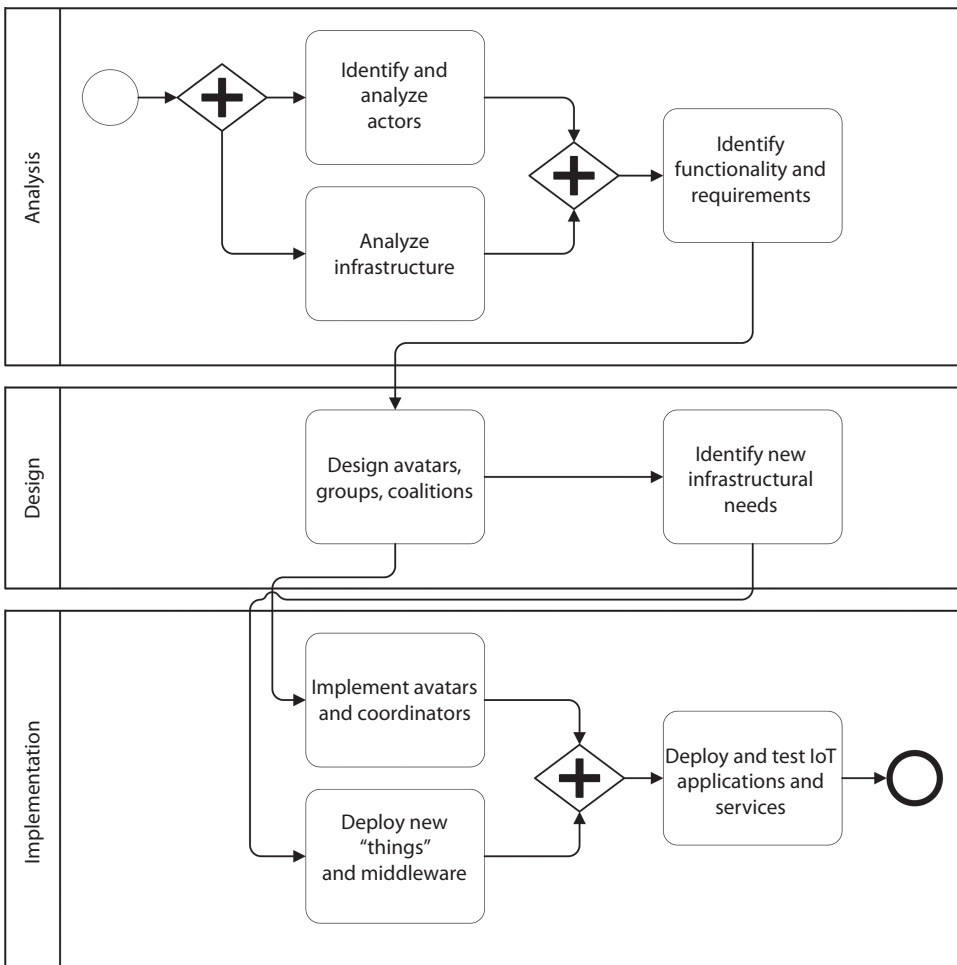 Analysis
Identify and
analyze
actors
Analyze
infrastructure
Identify
functionality and
requirements
Design
Design avatars,
groups, coalitions
Identify new
infrastructural
needs
Implementation
Implement avatars
and coordinators
Deploy new
“things”
and middleware
Deploy and test IoT
applications and
services